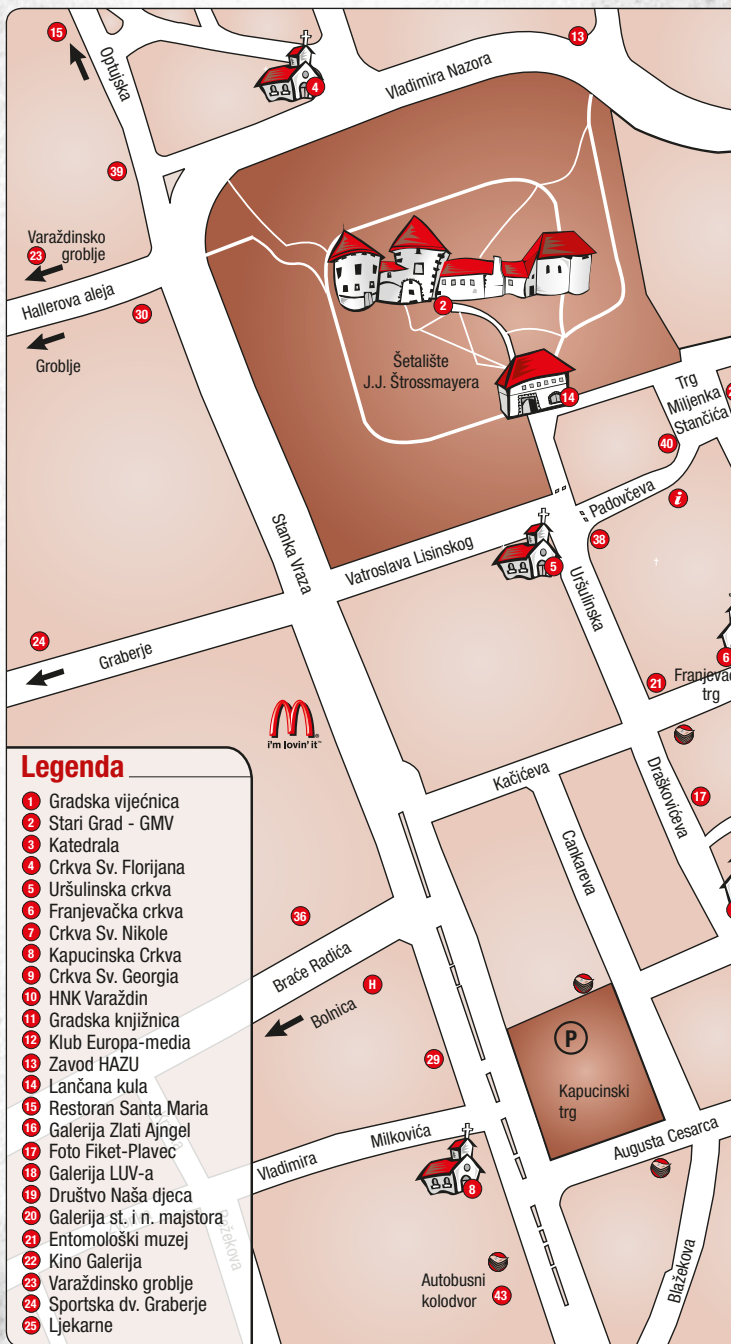 15
Optujska
4
13
Vladimira Nazora
39
Varaždinsko
groblje
23
Hallerova aleja
30
Groblje
2
Šetalište
J.J. Štrossmayera
14
Trg
Miljenka
Stančića
40
Padovčeva
i
38
Stanka Vraza
Vatroslava Lisinskog
5
Uršulinska
24
Graberje
6
21
trg
i'm lovin' it™
Kačićeva
Draškovićeva
17
Cankareva
36
Braće Radića
H
Bolnica
P
Kapucinski
trg
29
Vladimira Milkovića
8
Augusta Cesarca
Autobusni
kolodvor
43
Blažekova
Legenda
1 Gradska vijećnica
2 Stari Grad - GMV
3 Katedrala
4 Crkva Sv. Florijana
5 Uršulinska crkva
6 Franjevačka crkva
7 Crkva Sv. Nikole
8 Kapucinska Crkva
9 Crkva Sv. Georgia
10 HNK Varaždin
11 Gradska knjižnica
12 Klub Europa-media
13 Zavod HAZU
14 Lančana kula
15 Restoran Santa Maria
16 Galerija Zlati Ajngel
17 Foto Fiket-Plavec
18 Galerija LUV-a
19 Društvo Naša djeca
20 Galerija st. i n. majstora
21 Entomološki muzej
22 Kino Galerija
23 Varaždinsko groblje
24 Sportska dv. Graberje
25 Ljekarne